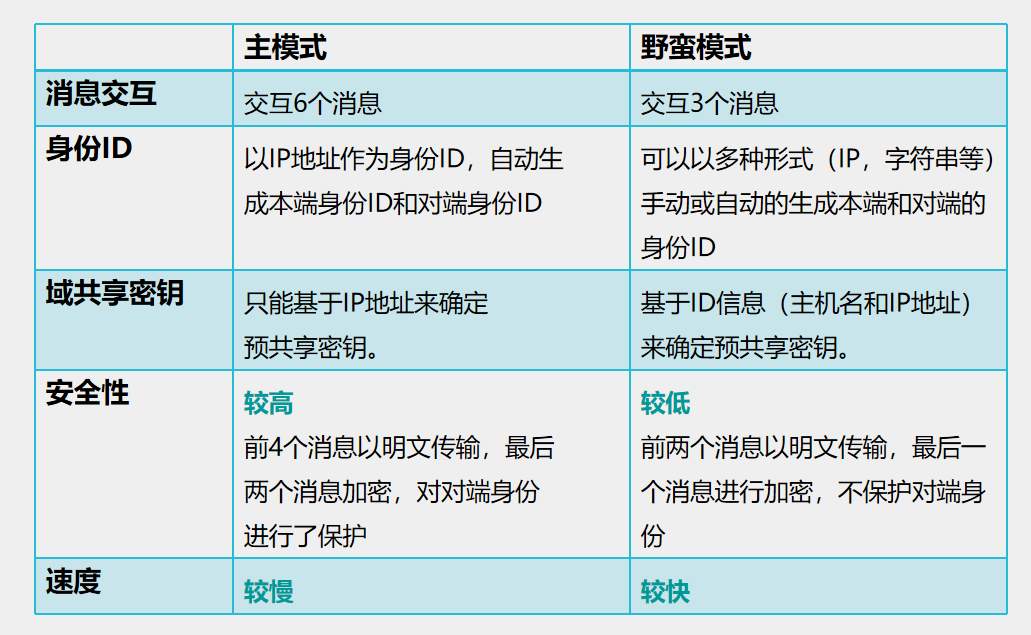 主模式
野蛮模式
消息交互
交互6个消息
交互3个消息
身份ID
以IP地址作为身份ID，自动生
成本端身份ID和对端身份ID
可以以多种形式（IP，字符串等）
手动或自动的生成本端和对端的
身份ID
域共享密钥
只能基于IP地址来确定
预共享密钥。
基于ID信息（主机名和IP地址）
来确定预共享密钥。
安全性
较高
前4个消息以明文传输，最后
两个消息加密，对对端身份
进行了保护
较低
前两个消息以明文传输，最后一
个消息进行加密，不保护对端身
份
速度
较慢
较快